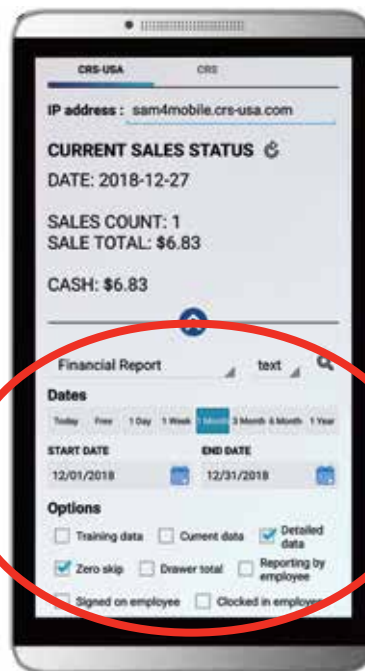 CRS-USA CRS
IP address : sam4mobile.crs-usa.com
CURRENT SALES STATUS
DATE: 2018-12-27
SALES COUNT: 1
SALE TOTAL: $6.83
CASH: $6.83
Financial Report text
Dates
Today Free 1 Day 1 Week 1 Month 3 Month 6 Month 1 Year
START DATE END DATE
12/01/2018 12/31/2018
Options
Training data Current data Detailed
data
Zero skip Drawer total Reporting by
employee
Signed on employee Clocked in employee